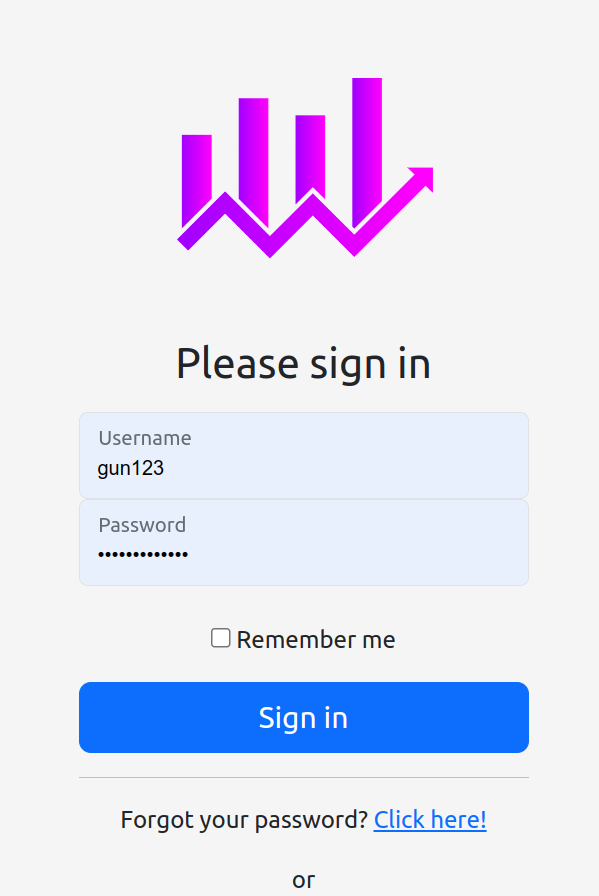 Please sign in
Username
gun123
Password
•••••••••••••
Remember me
Sign in
Forgot your password? Click here!
or